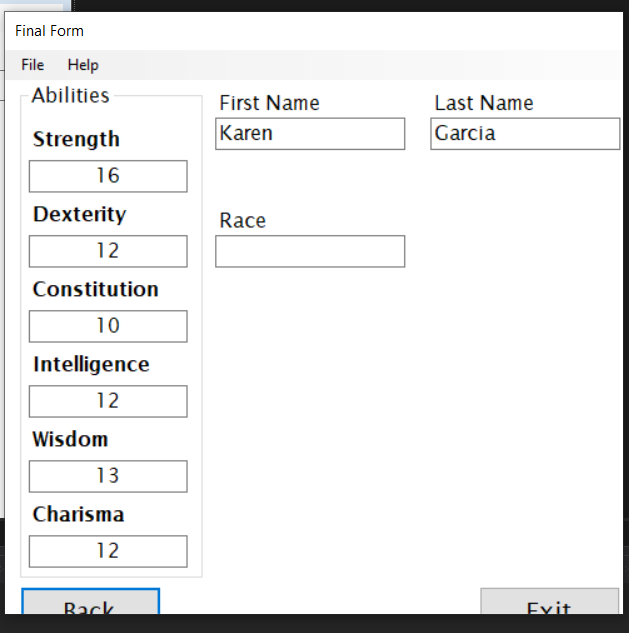 Final Form
File Help
Abilities
First Name Last Name
Karen Garcia
Strength
16
Dexterity
Race
12
Constitution
10
Intelligence
12
Wisdom
13
Charisma
12
Back Exit